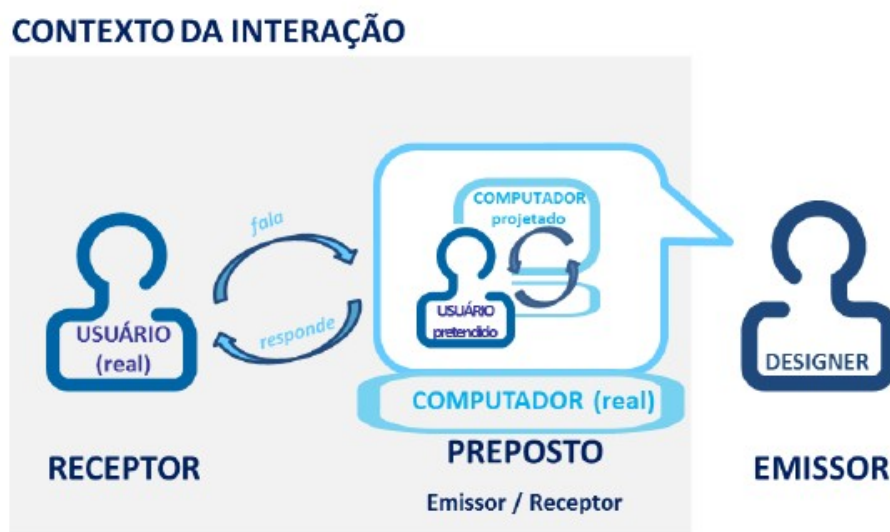 CONTEXTO DA INTERAÇÃO
fala
responde
USUÁRIO
(real)
RECEPTOR
COMPUTADOR
projetado
USUÁRIO
pretendido
COMPUTADOR (real)
PREPOSTO
Emissor / Receptor
DESIGNER
EMISSOR